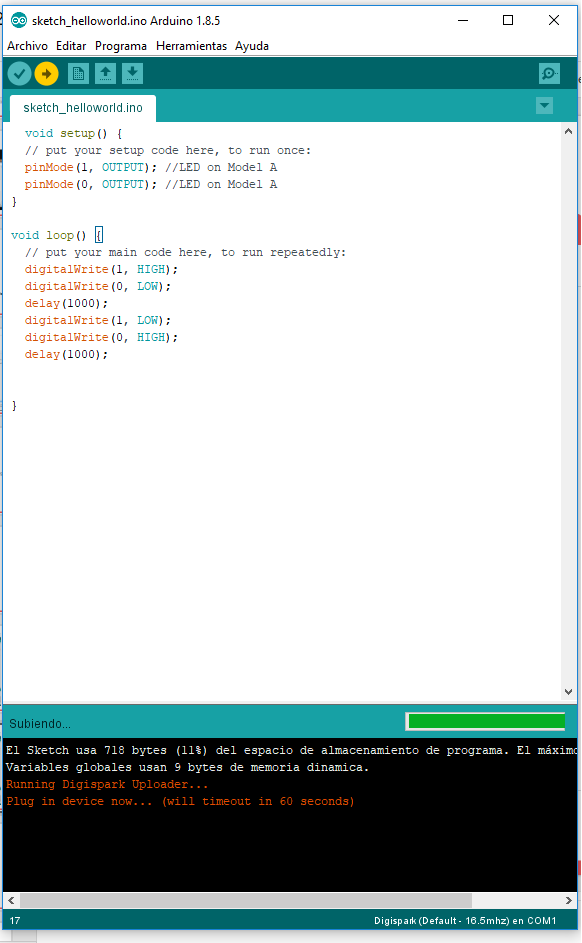 sketch_helloworld.ino Arduino 1.8.5
Archivo Editar Programa Herramientas Ayuda
sketch_helloworld.ino
void setup() {
// put your setup code here, to run once:
pinMode(1, OUTPUT); //LED on Model A
pinMode(0, OUTPUT); //LED on Model A
}
void loop() {
// put your main code here, to run repeatedly:
digitalWrite(1, HIGH);
digitalWrite(0, LOW);
delay(1000);
digitalWrite(1, LOW);
digitalWrite(0, HIGH);
delay(1000);
}
Subiendo...
El Sketch usa 718 bytes (11%) del espacio de almacenamiento de programa. El máximo
Variables globales usan 9 bytes de memoria dinamica.
Running Digispark Uploader...
Plug in device now... (will timeout in 60 seconds)
17
Digispark (Default - 16.5mhz) en COM1